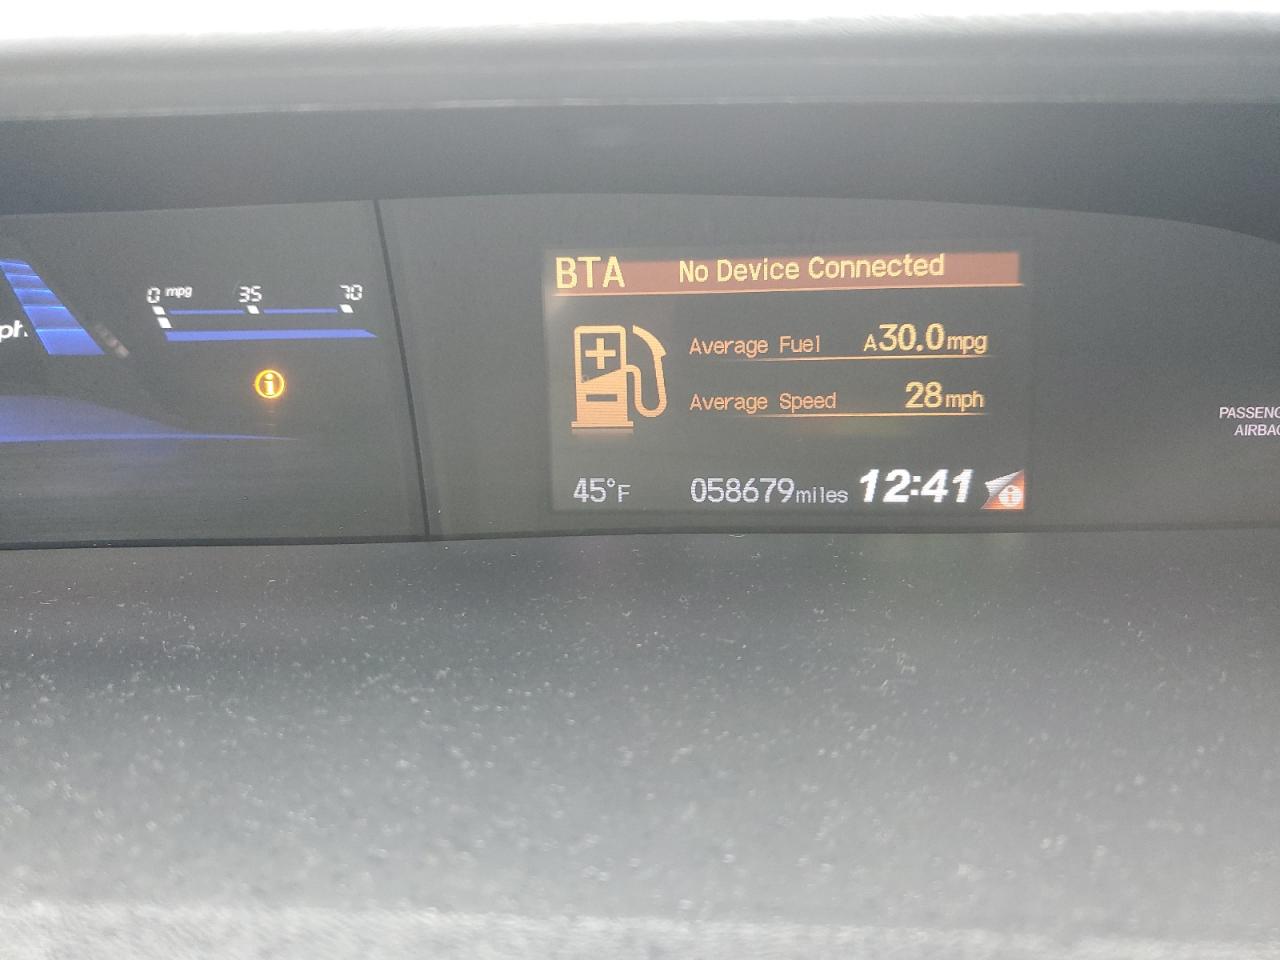 0 mpg 35 70
ph
BTA No Device Connected
Average Fuel A30.0mpg
Average Speed 28mph
45°F 058679miles 12:41
PASSENG
AIRBAG